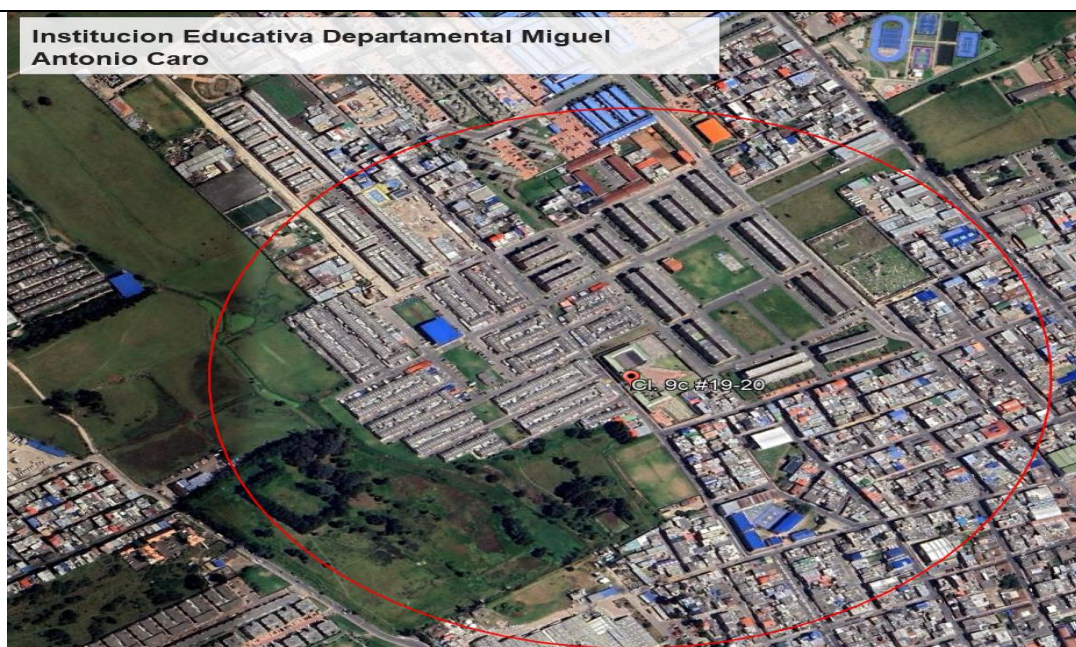 Institucion Educativa Departamental Miguel
Antonio Caro
Cl. 9c #19-20